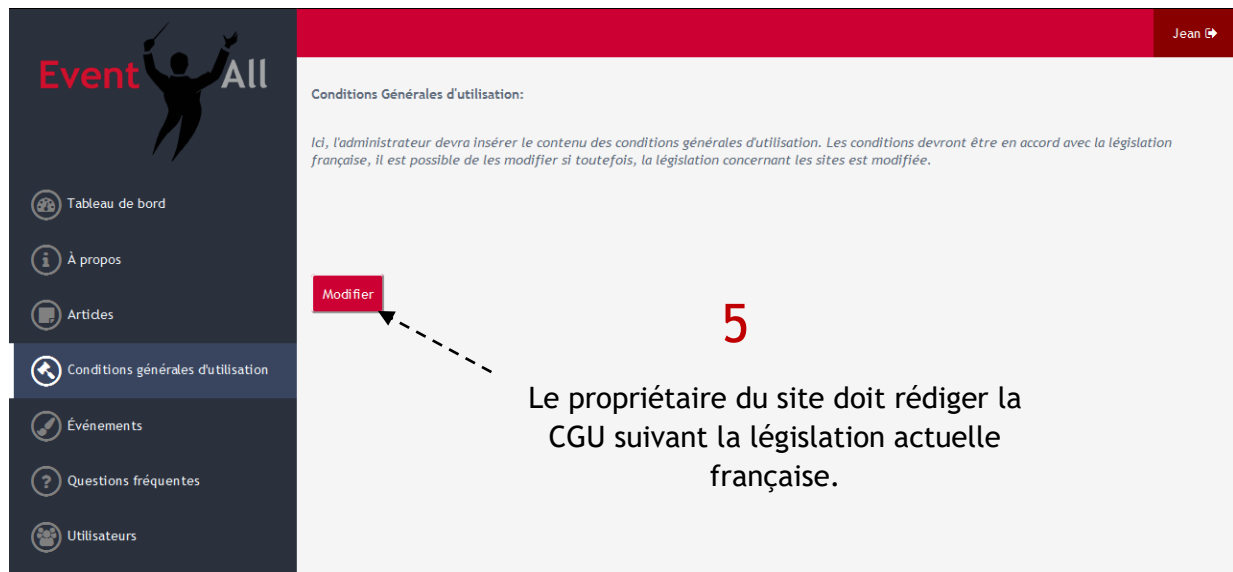 Event All
Jean
Conditions Générales d'utilisation:
Ici, l'administrateur devra insérer le contenu des conditions générales d'utilisation. Les conditions devront être en accord avec la législation
française, il est possible de les modifier si toutefois, la législation concernant les sites est modifiée.
Tableau de bord
À propos
Articles
Conditions générales d'utilisation
Événements
Questions fréquentes
Utilisateurs
Modifier
5
Le propriétaire du site doit rédiger la
CGU suivant la législation actuelle
française.